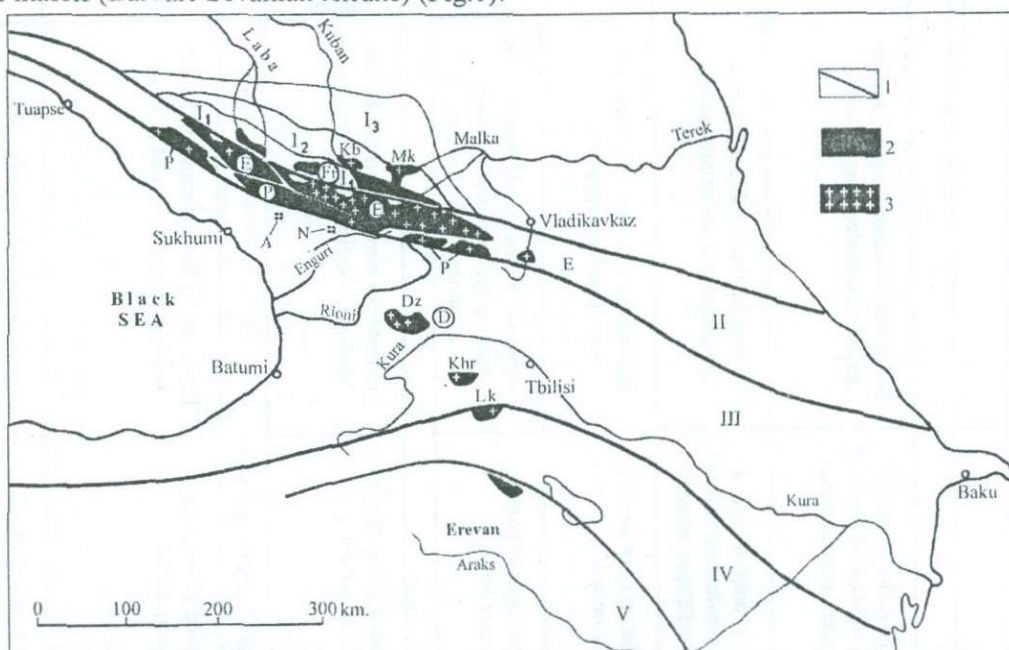 (Fig.
Laba
Kuban
1
Tuapse
I₁
I₃
2
I₂
Kb
Malka
Terek
Mk
P
F
Fr
I₁
3
P
E
Vladikavkaz
A
N
Sukhumi
Enguri
P
E
Black
SEA
Rioni
Dz
D
II
Kura
Khr
Tbilisi
Batumi
Lk
III
Kura
Baku
Erevan
Araks
IV
V
0 100 200 300 km.